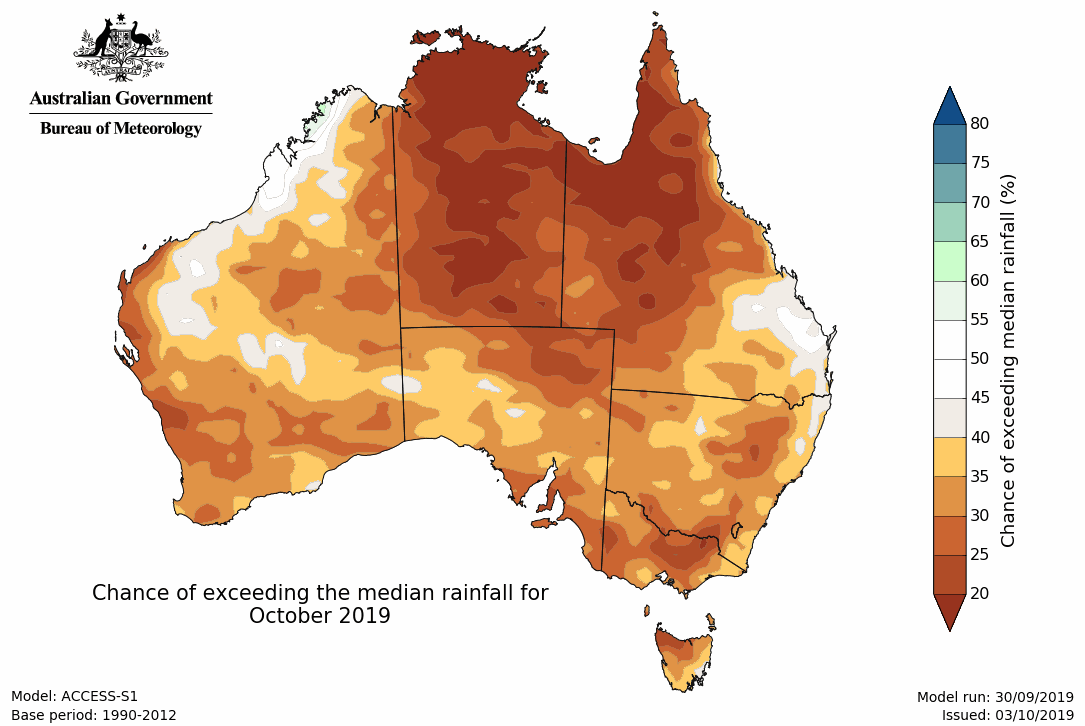 AUSTRALIA
Australian Government
Bureau of Meteorology
80
75
70
65
60
55
50
45
40
35
30
25
20
Chance of exceeding median rainfall (%)
Chance of exceeding the median rainfall for
October 2019
Model: ACCESS-S1
Base period: 1990-2012
Model run: 30/09/2019
Issued: 03/10/2019